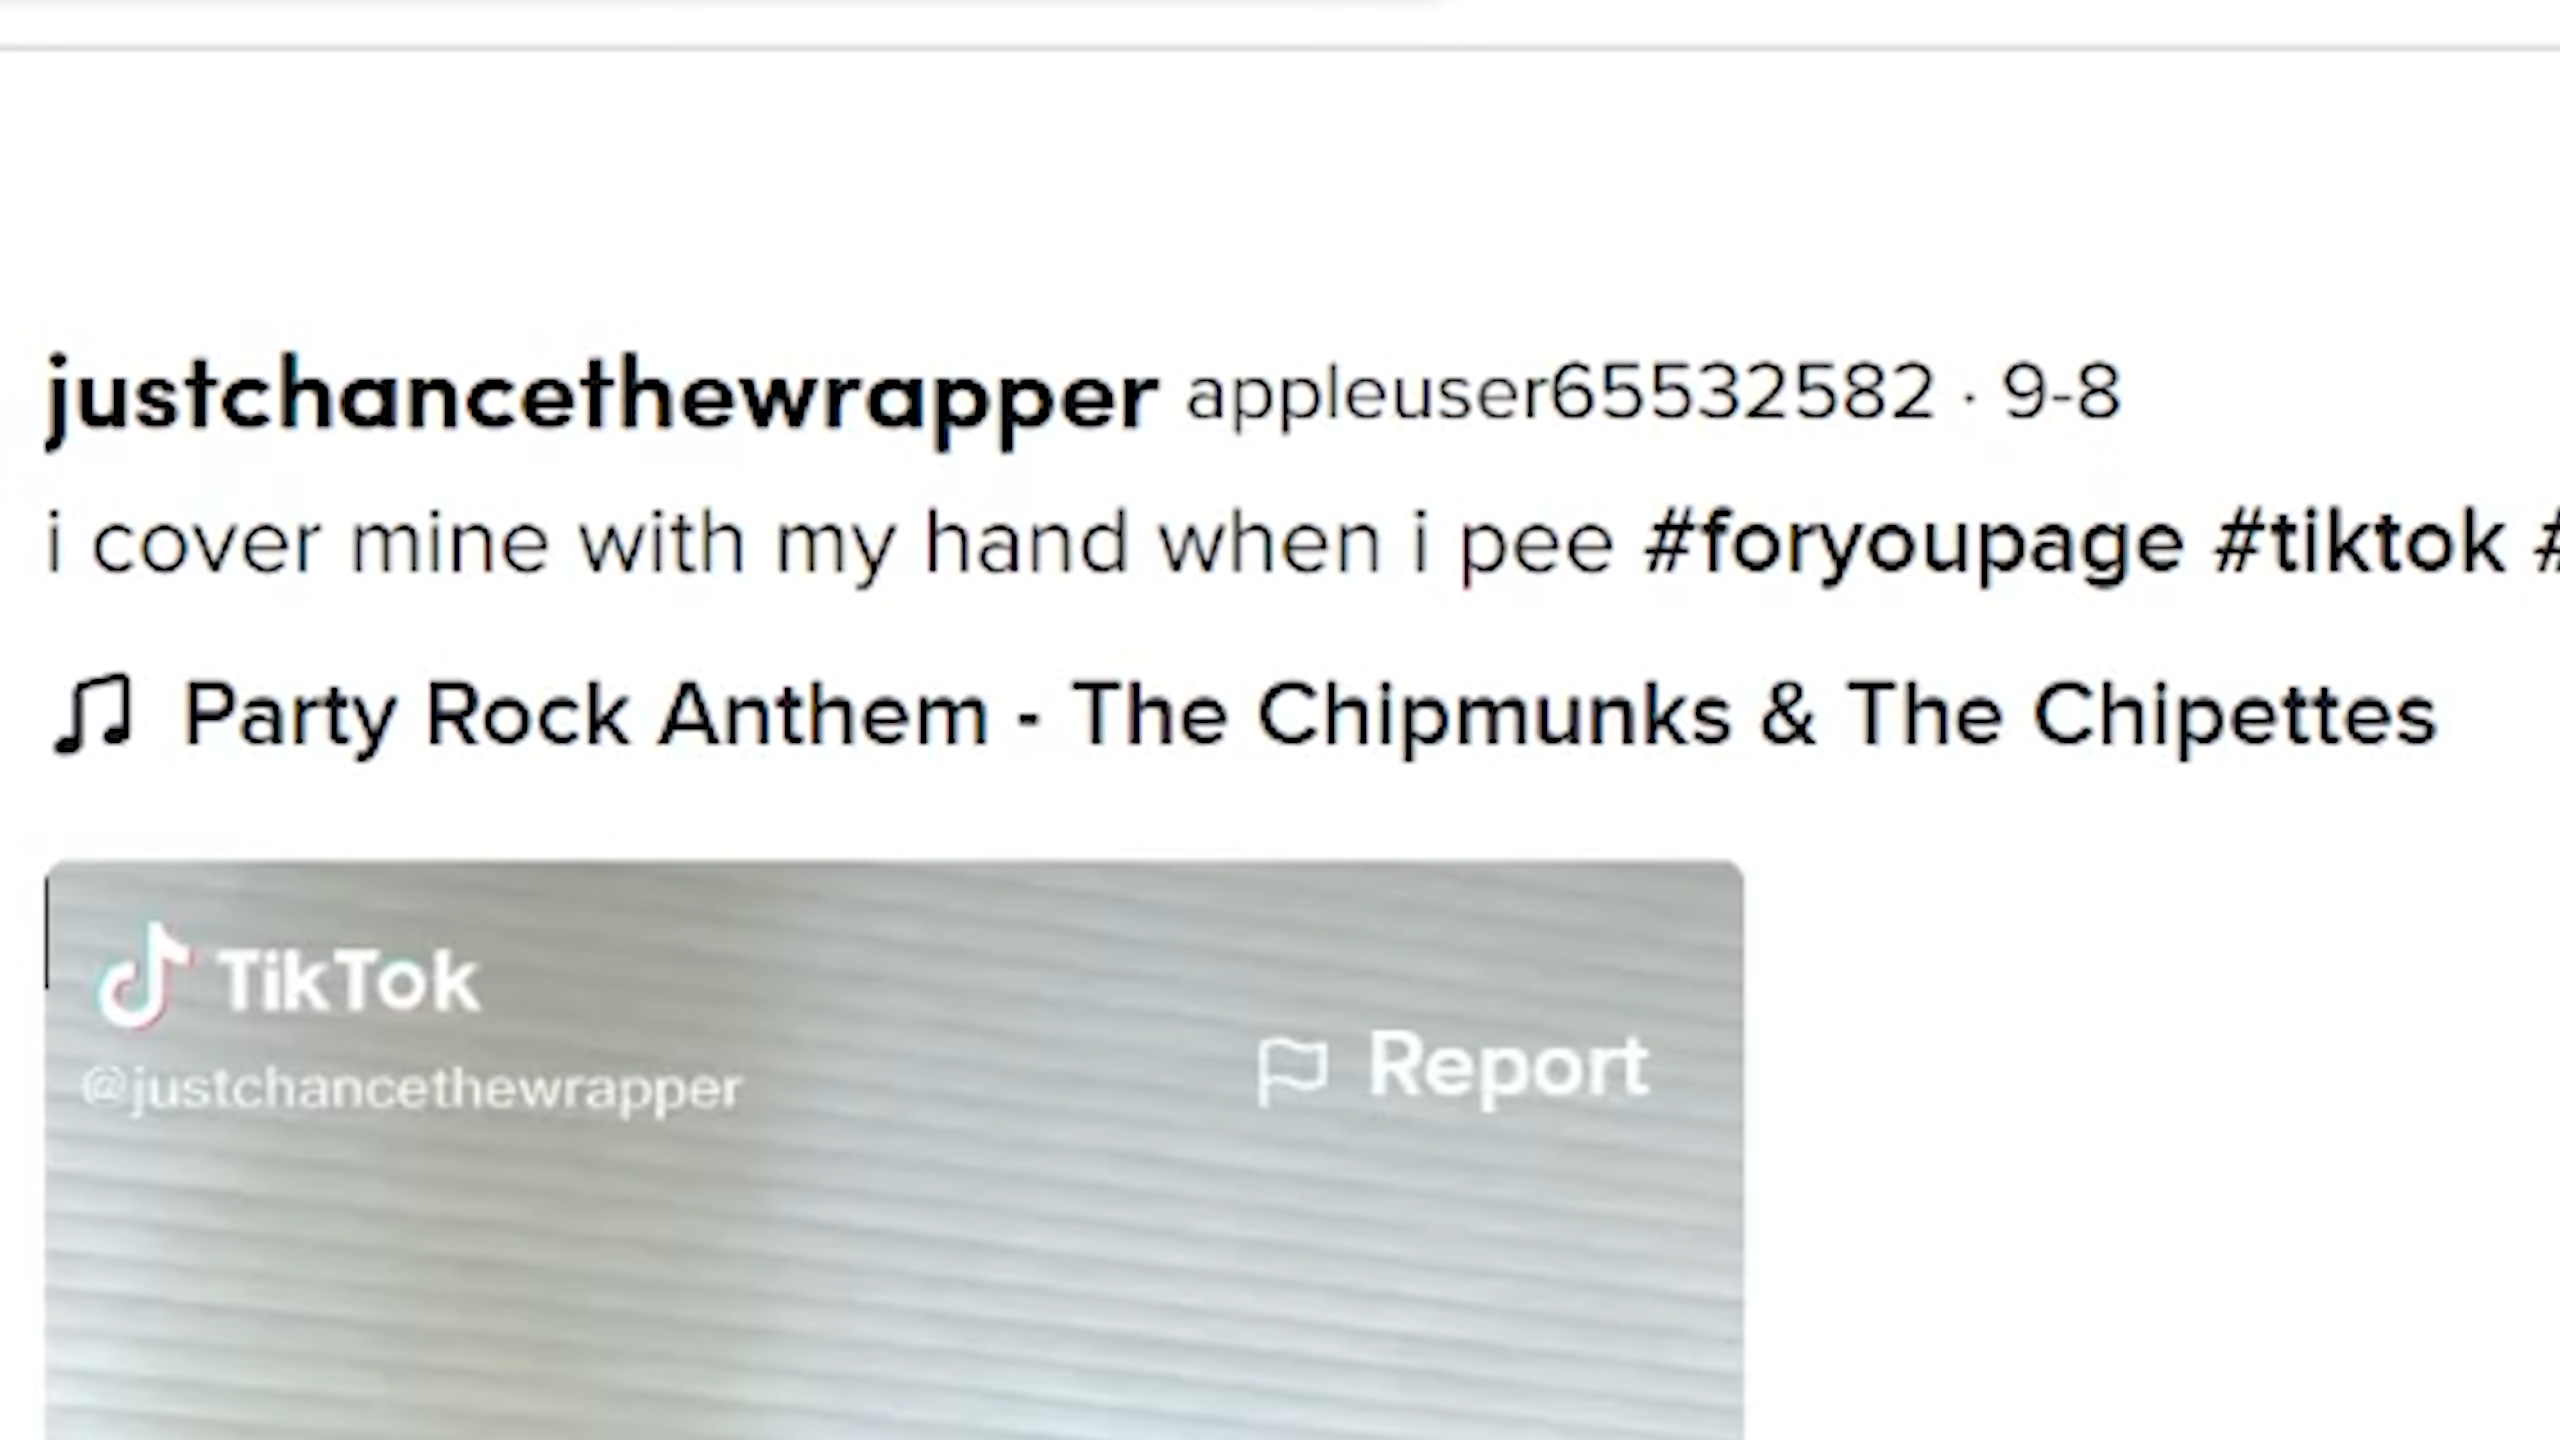 justchancethewrapper appleuser65532582 · 9-8
i cover mine with my hand when i pee #foryoupage #tiktok #
Party Rock Anthem - The Chipmunks & The Chipettes
TikTok
@justchancethewrapper
Report